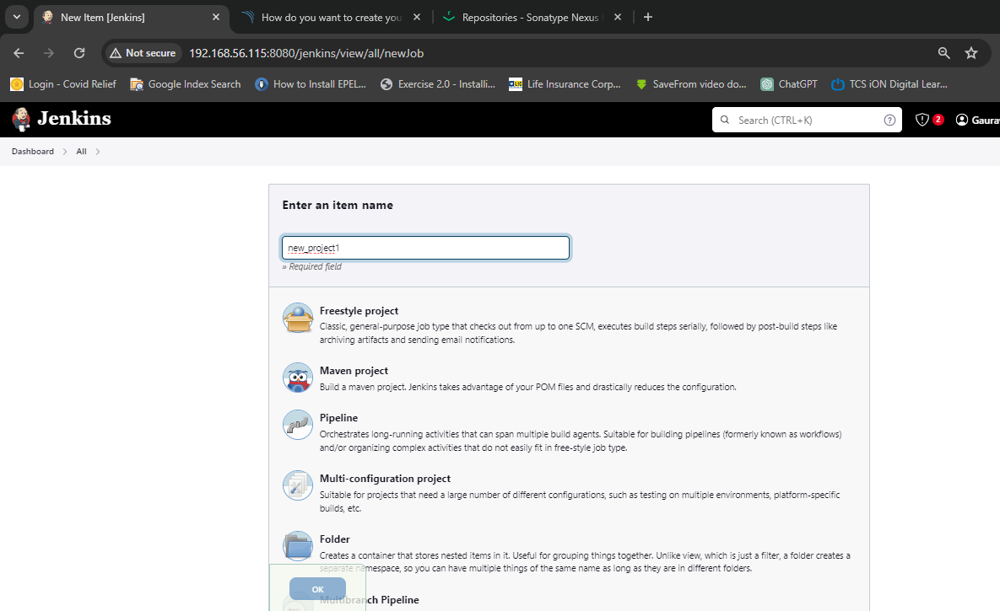 New Item [Jenkins]
How do you want to create you
Repositories - Sonatype Nexus
Not secure
192.168.56.115:8080/jenkins/view/all/newJob
Login - Covid Relief
Google Index Search
How to Install EPEL...
Exercise 2.0 - Installi...
Life Insurance Corp...
SaveFrom video do...
ChatGPT
TCS iON Digital Lear...
Jenkins
Search (CTRL+K)
2
Gaurav
Dashboard
All
Enter an item name
new_project1
» Required field
Freestyle project
Classic, general-purpose job type that checks out from up to one SCM, executes build steps serially, followed by post-build steps like
archiving artifacts and sending email notifications.
Maven project
Build a maven project. Jenkins takes advantage of your POM files and drastically reduces the configuration.
Pipeline
Orchestrates long-running activities that can span multiple build agents. Suitable for building pipelines (formerly known as workflows)
and/or organizing complex activities that do not easily fit in free-style job type.
Multi-configuration project
Suitable for projects that need a large number of different configurations, such as testing on multiple environments, platform-specific
builds, etc.
Folder
Creates a container that stores nested items in it. Useful for grouping things together. Unlike view, which is just a filter, a folder creates a
separate namespace, so you can have multiple things of the same name as long as they are in different folders.
OK
Multibranch Pipeline